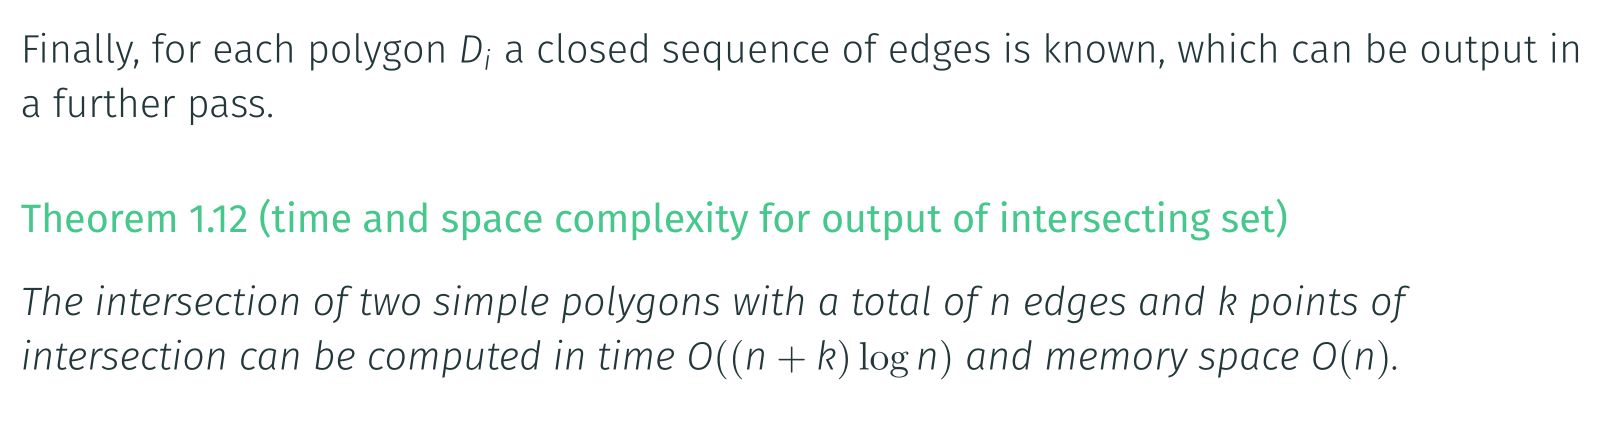 Finally, for each polygon Dᵢ a closed sequence of edges is known, which can be output in
a further pass.
Theorem 1.12 (time and space complexity for output of intersecting set)
The intersection of two simple polygons with a total of n edges and k points of
intersection can be computed in time O((n + k) log n) and memory space O(n).